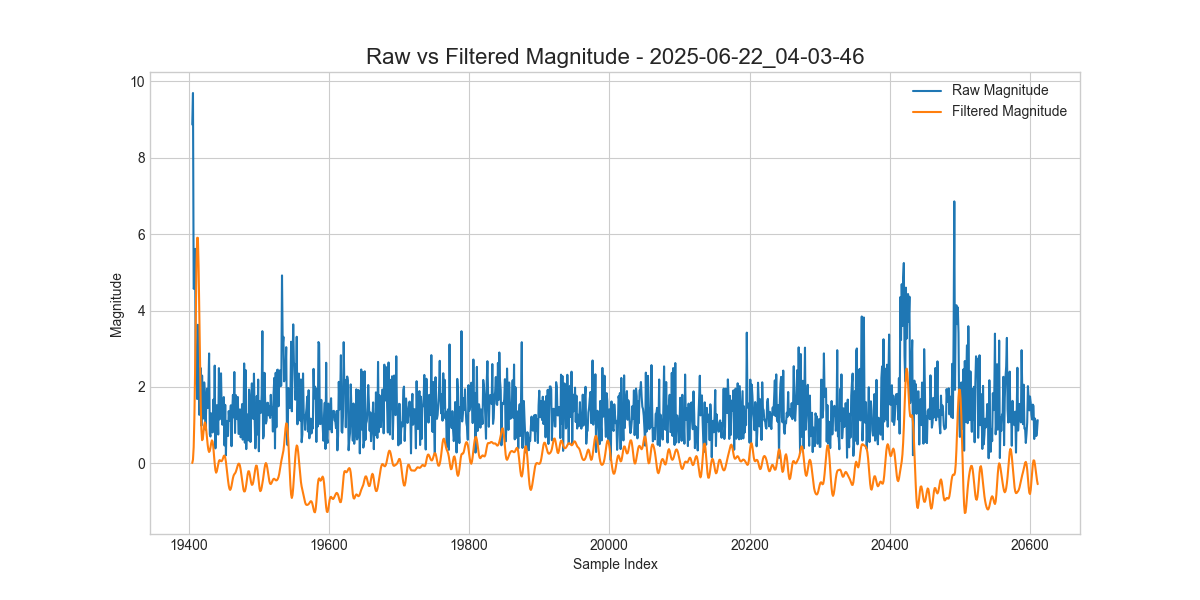 Raw vs Filtered Magnitude - 2025-06-22_04-03-46
Raw Magnitude
Filtered Magnitude
Magnitude
10
8
6
4
2
0
19400 19600 19800 20000 20200 20400 20600
Sample Index